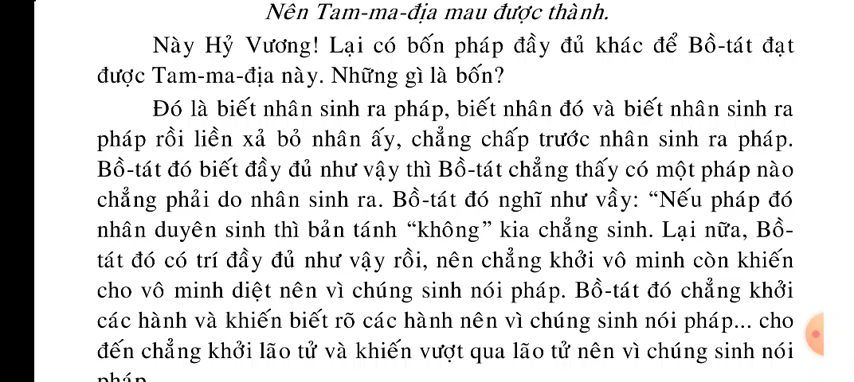 Nên Tam-ma-địa mau được thành.
Này Hỷ Vương! Lại có bốn pháp đầy đủ khác để Bồ-tát đạt
được Tam-ma-địa này. Những gì là bốn?
Đó là biết nhân sinh ra pháp, biết nhân đó và biết nhân sinh ra
pháp rồi liền xả bỏ nhân ấy, chẳng chấp trước nhân sinh ra pháp.
Bồ-tát đó biết đầy đủ như vậy thì Bồ-tát chẳng thấy có một pháp nào
chẳng phải do nhân sinh ra. Bồ-tát đó nghĩ như vầy: “Nếu pháp đó
nhân duyên sinh thì bản tánh “không” kia chẳng sinh. Lại nữa, Bồ-
tát đó có trí đầy đủ như vậy rồi, nên chẳng khởi vô minh còn khiến
cho vô minh diệt nên vì chúng sinh nói pháp. Bồ-tát đó chẳng khởi
các hành và khiến biết rõ các hành nên vì chúng sinh nói pháp... cho
đến chẳng khởi lão tử và khiến vượt qua lão tử nên vì chúng sinh nói